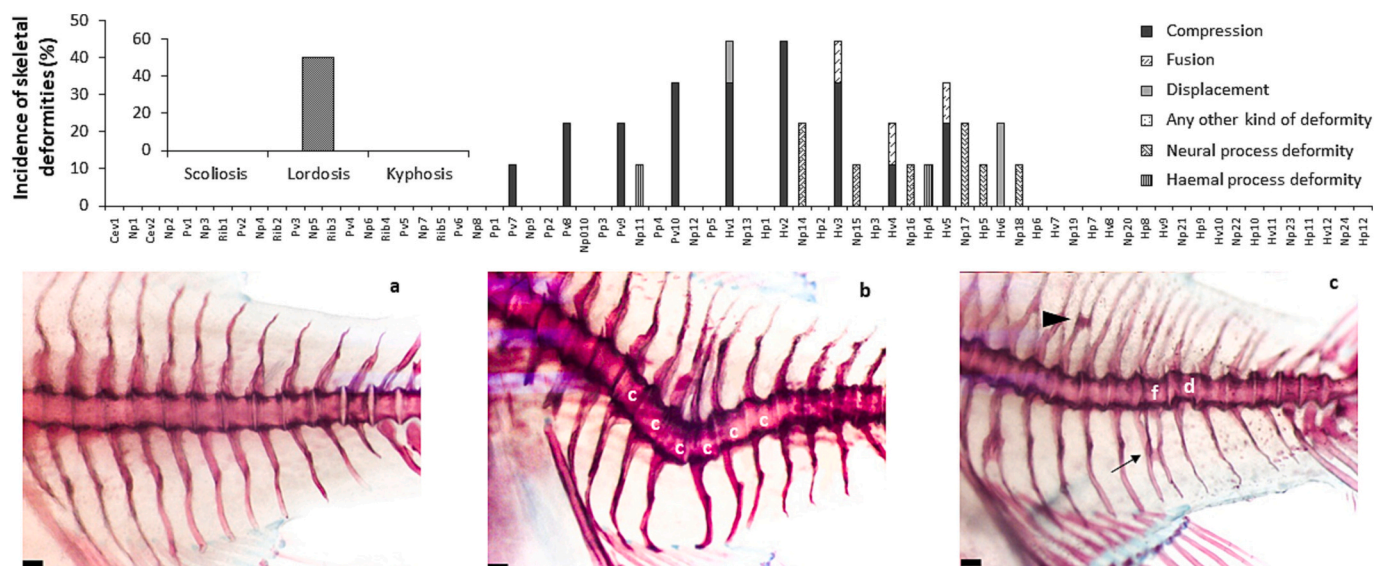 Incidence of skeletal
deformities (%)
50
40
30
20
10
0
60
40
20
0
Scoliosis Lordosis Kyphosis
Compression
Fusion
Displacement
Any other kind of deformity
Neural process deformity
Haemal process deformity
Cev1 Np1 Cev2 Np2 Pv1 Np3 Rib1 Pv2 Np4 Rib2 Pv3 Np5 Rib3 Pv4 Np6 Rib4 Pv5 Np7 Rib5 Pv6 Np8 Pp1 Pv7 Np9 Pp2 Pv8 Np010 Pp3 Pv9 Np11 Pp4 Pv10 Np12 Pp5 Hv1 Np13 Hp1 Hv2 Np14 Hp2 Hv3 Np15 Hp3 Hv4 Np16 Hp4 Hv5 Np17 Hp5 Hv6 Np18 Hp6 Hv7 Np19 Hp7 Hv8 Np20 Hp8 Hv9 Np21 Hp9 Hv10 Np22 Hp10 Hv11 Np23 Hp11 Hv12 Np24 Hp12
a
b
c
c
c
c
c
c
c
c
f
d